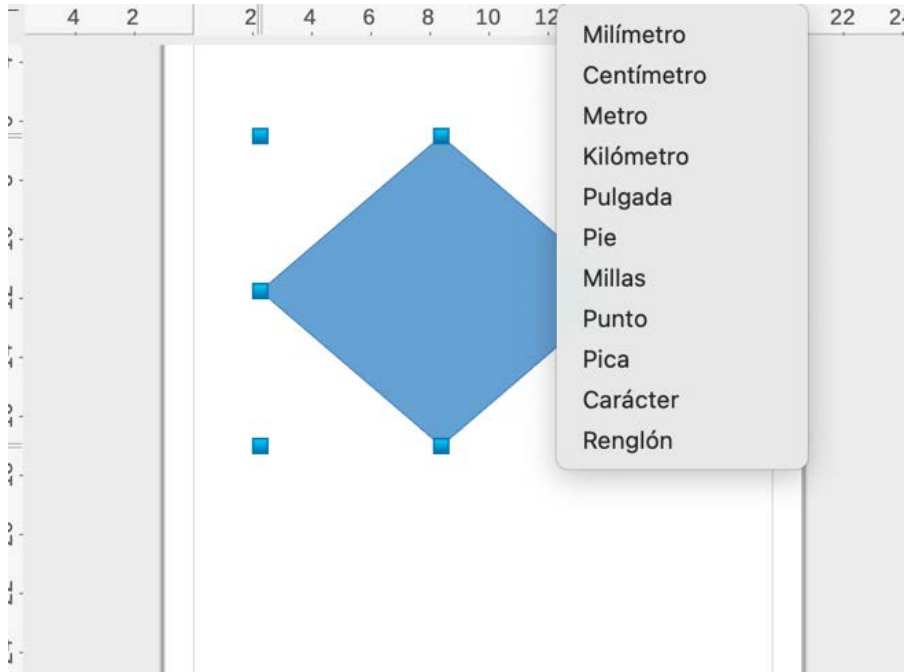 4 2 2 4 6 8 10 12 22 24
Milímetro
Centímetro
Metro
Kilómetro
Pulgada
Pie
Millas
Punto
Pica
Carácter
Renglón